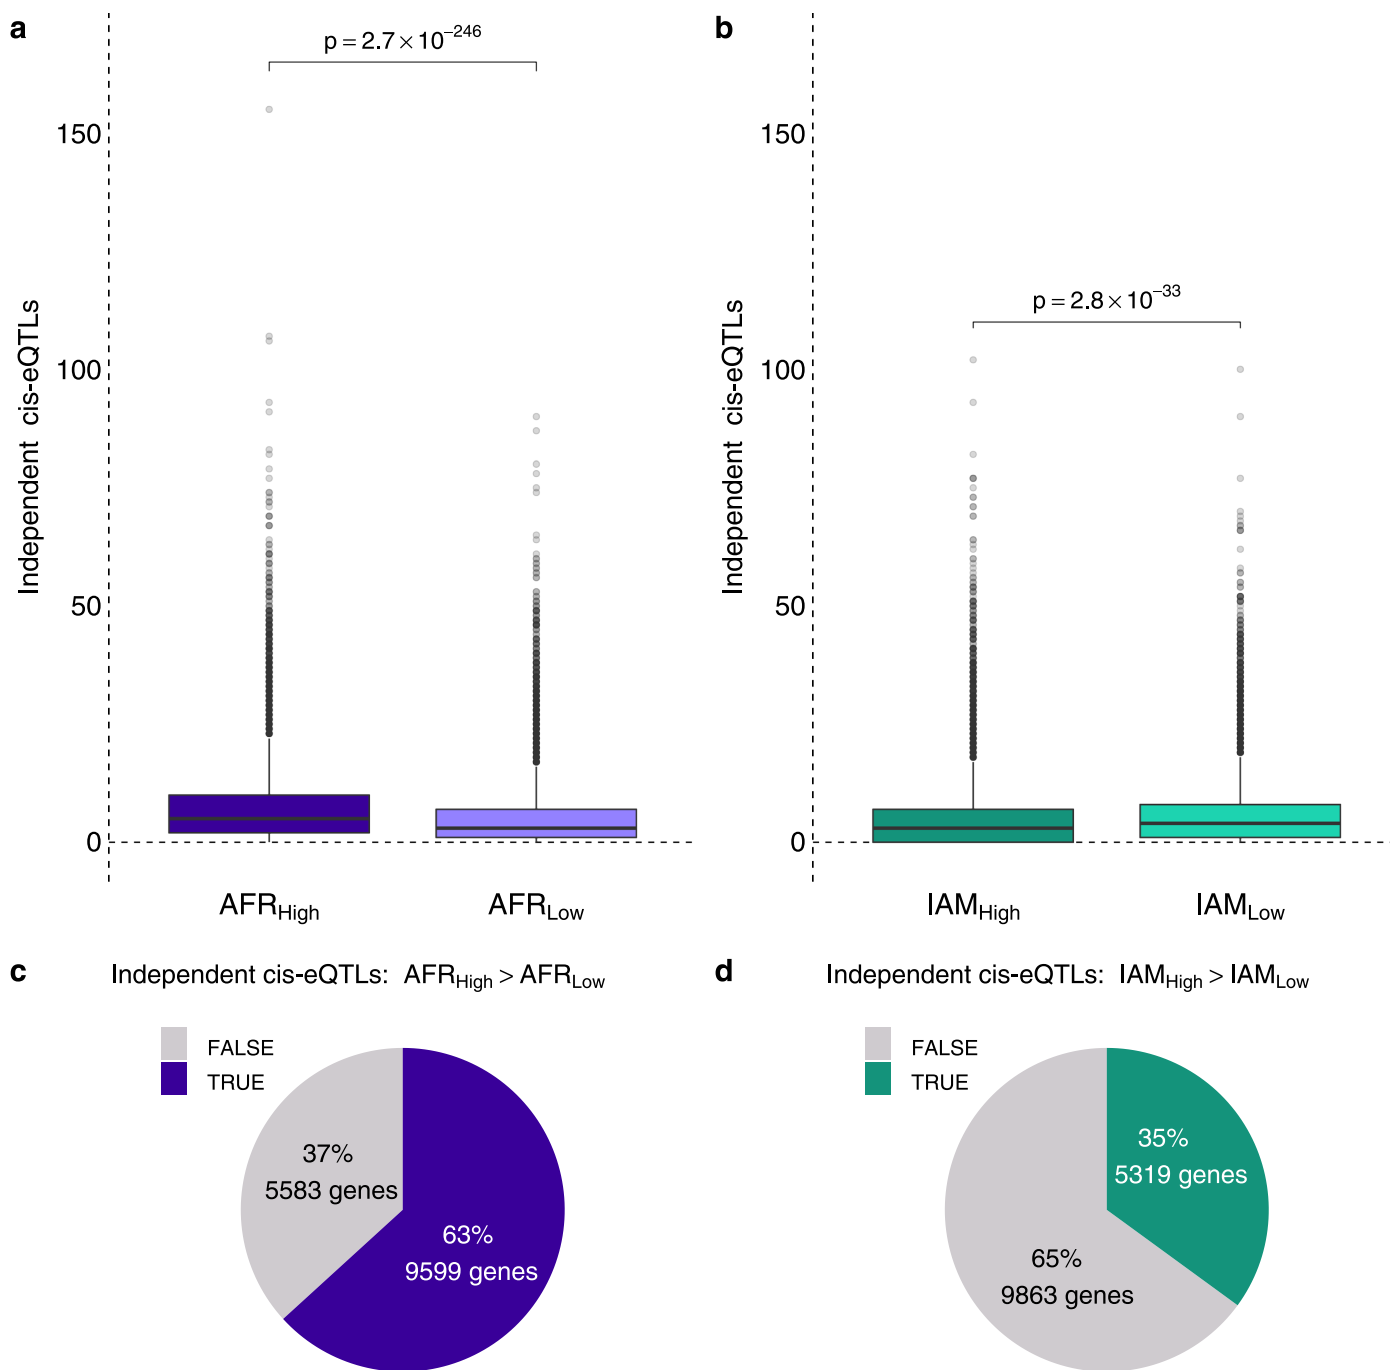 a
p = 2.7 × 10⁻²⁴⁶
150
100
50
0
Independent cis-eQTLs
AFR_High
AFR_Low
b
p = 2.8 × 10⁻³³
150
100
50
0
Independent cis-eQTLs
IAM_High
IAM_Low
c
Independent cis-eQTLs: AFR_High > AFR_Low
FALSE
TRUE
37%
5583 genes
63%
9599 genes
d
Independent cis-eQTLs: IAM_High > IAM_Low
FALSE
TRUE
35%
5319 genes
65%
9863 genes